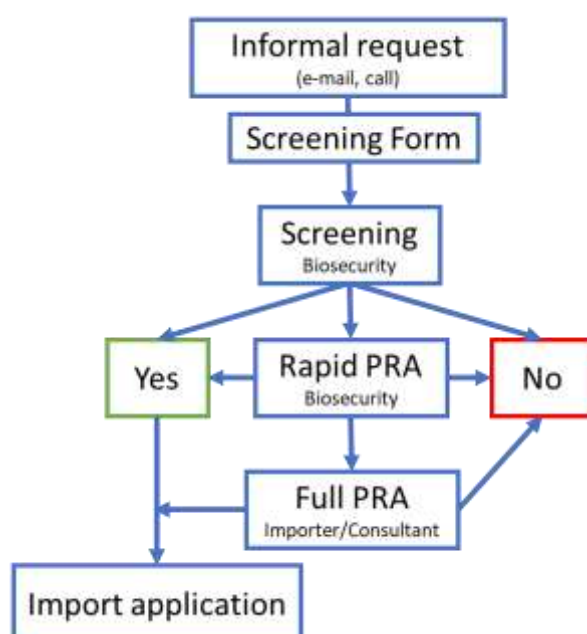 Informal request
(e-mail, call)
Screening Form
Screening
Biosecurity
Yes
Rapid PRA
Biosecurity
No
Full PRA
Importer/Consultant
Import application